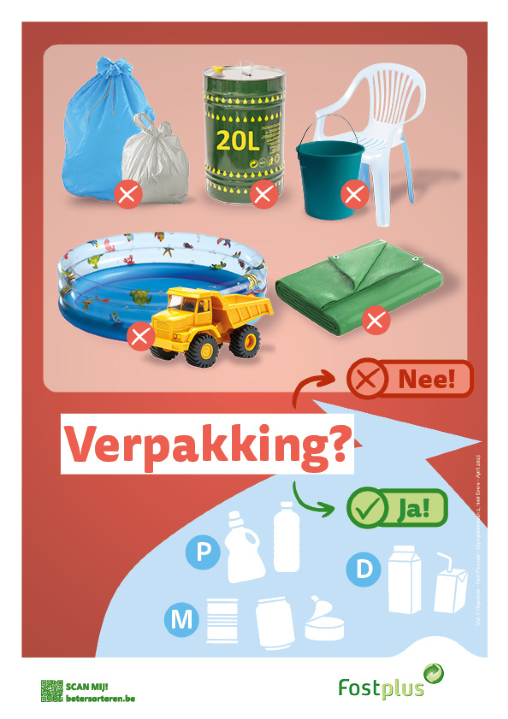 20L
Nee!
Verpakking?
Ja!
P
D
M
SCAN MIJ!
betersorteren.be
Fostplus